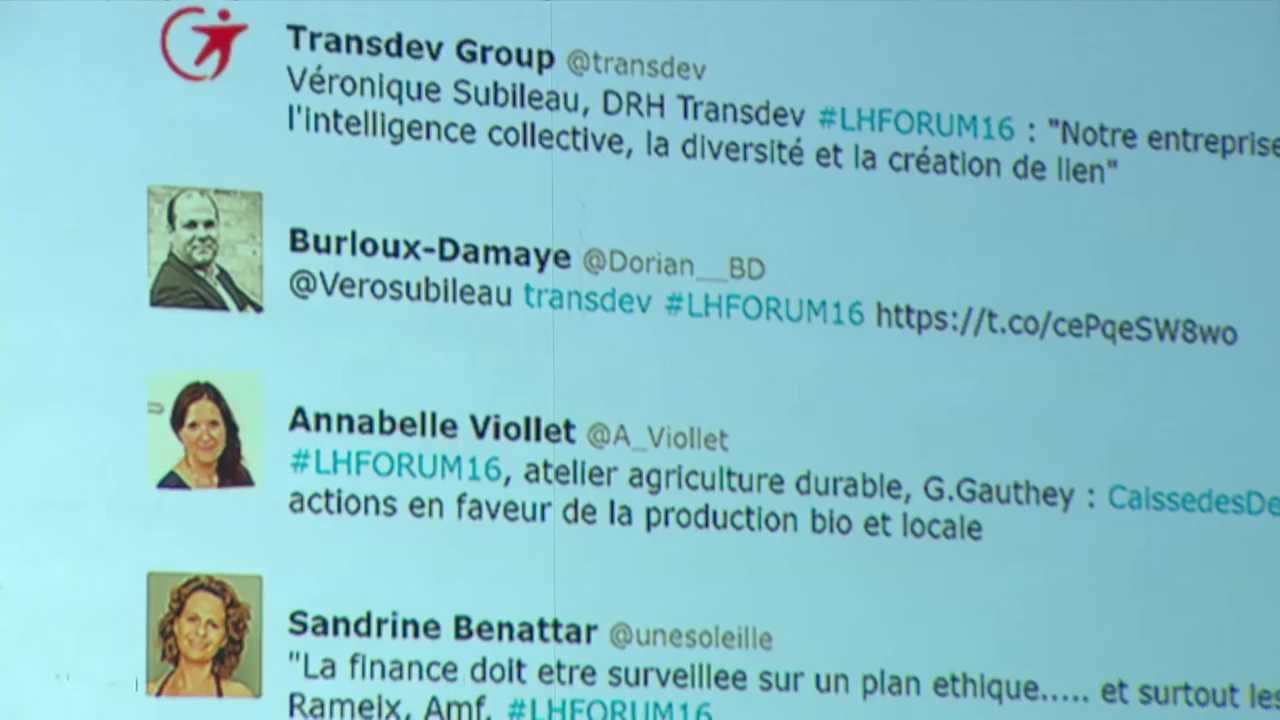 Transdev Group @transdev
Véronique Subileau, DRH Transdev #LHFORUM16 : "Notre entreprise
l'intelligence collective, la diversité et la création de lien"
Burloux-Damaye @Dorian__BD
@Verosubileau transdev #LHFORUM16 https://t.co/cePqeSW8wo
Annabelle Viollet @A_Viollet
#LHFORUM16, atelier agriculture durable, G.Gauthey : CaissedesDe
actions en faveur de la production bio et locale
Sandrine Benattar @unesoleille
"La finance doit etre surveillee sur un plan ethique..... et surtout les
Rameix, Amf. #LHFORUM16